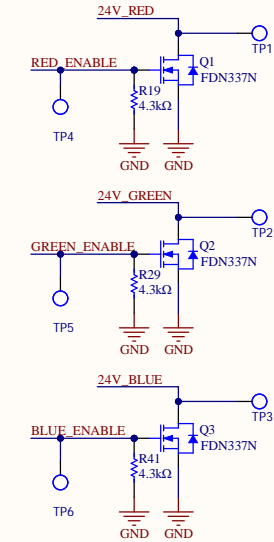 24V_RED
TP1
RED_ENABLE
Q1
FDN337N
R19
4.3kΩ
TP4
GND
GND
24V_GREEN
TP2
GREEN_ENABLE
Q2
FDN337N
R29
4.3kΩ
TP5
GND
GND
24V_BLUE
TP3
BLUE_ENABLE
Q3
FDN337N
R41
4.3kΩ
TP6
GND
GND